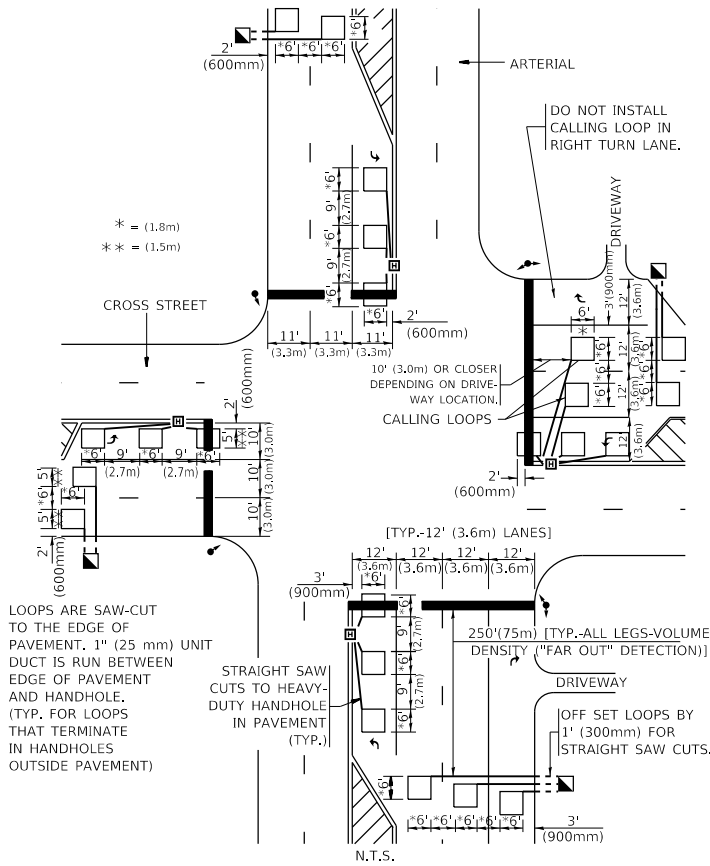 *6' *6' *6'
*6'
2'
(600mm)
ARTERIAL
DO NOT INSTALL
CALLING LOOP IN
RIGHT TURN LANE.
*6'
9'
(2.7m)
*6'
9'
(2.7m)
*6'
* = (1.8m)
** = (1.5m)
DRIVEWAY
H
CROSS STREET
2'
(600mm)
11' 11' 11'
(3.3m) (3.3m) (3.3m)
3'(900mm)
12'
(3.6m)
6'
*
*6'
*6'
12'
(3.6m)
12'
(3.6m)
12'
(3.6m)
*6'
*6'
10' (3.0m) OR CLOSER
DEPENDING ON DRIVE-
WAY LOCATION.
CALLING LOOPS
H
2'
(600mm)
2'
(600mm)
H
*6' 9' *6' 9' *6'
(2.7m) (2.7m)
5'
**
10'
(3.0m)
10'
(3.0m)
10'
(3.0m)
*6'
5'
**
*6'
5'
**
2'
(600mm)
[TYP.-12' (3.6m) LANES]
12' 12' 12' 12'
(3.6m) (3.6m) (3.6m) (3.6m)
*6'
3'
(900mm)
H
*6'
9'
(2.7m)
*6'
9'
(2.7m)
*6'
250'(75m) [TYP.-ALL LEGS-VOLUME
DENSITY ("FAR OUT" DETECTION)]
DRIVEWAY
LOOPS ARE SAW-CUT
TO THE EDGE OF
PAVEMENT. 1" (25 mm) UNIT
DUCT IS RUN BETWEEN
EDGE OF PAVEMENT
AND HANDHOLE.
(TYP. FOR LOOPS
THAT TERMINATE
IN HANDHOLES
OUTSIDE PAVEMENT)
STRAIGHT SAW
CUTS TO HEAVY-
DUTY HANDHOLE
IN PAVEMENT
(TYP.)
OFF SET LOOPS BY
1' (300mm) FOR
STRAIGHT SAW CUTS.
*6'
*6' *6' *6' *6' *6'
3'
(900mm)
N.T.S.